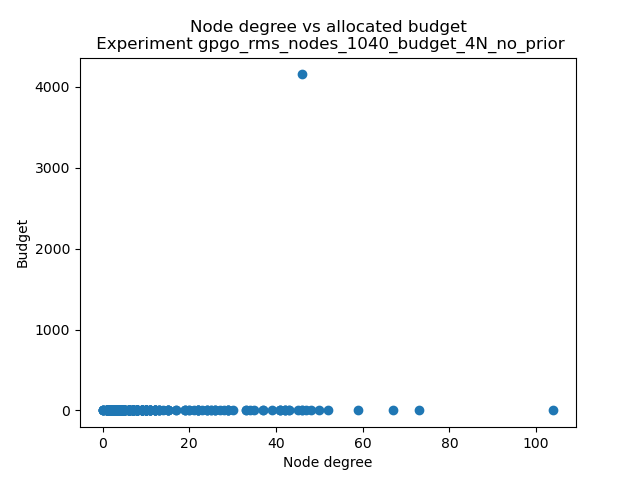 Node degree vs allocated budget
Experiment gpgo_rms_nodes_1040_budget_4N_no_prior
4000
3000
2000
1000
0
Budget
0 20 40 60 80 100
Node degree